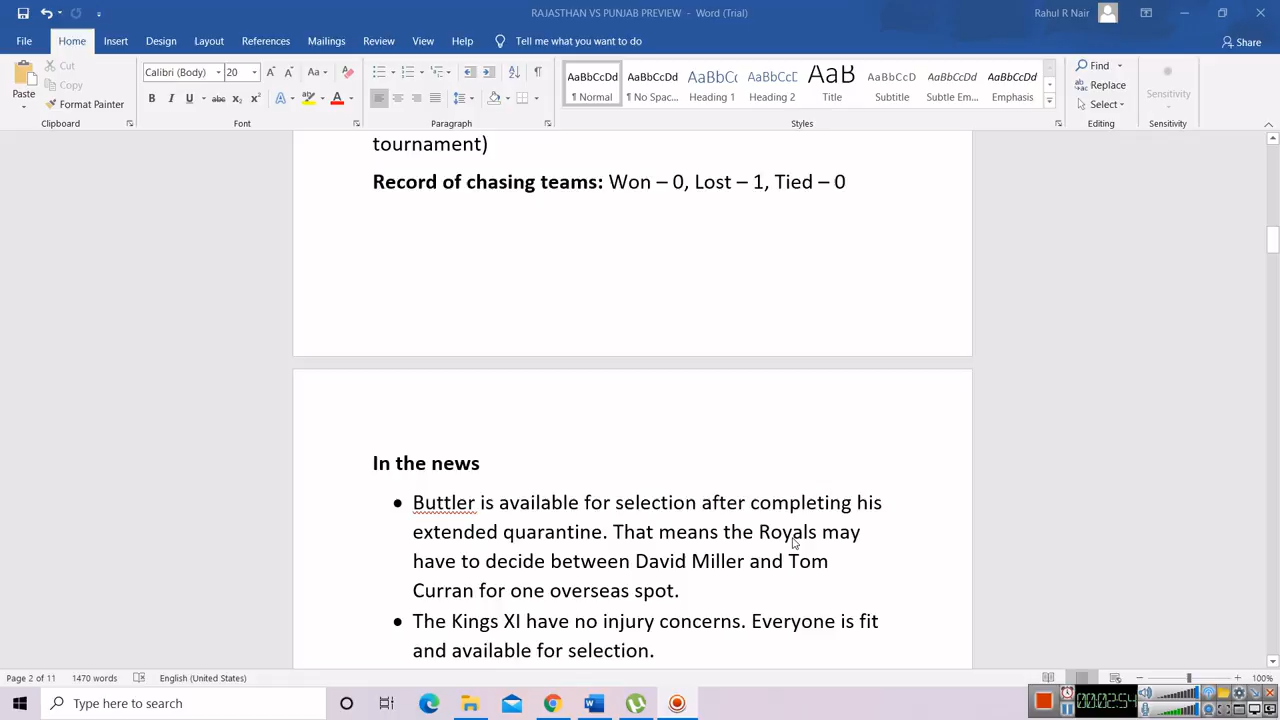 RAJASTHAN VS PUNJAB PREVIEW - Word (Trial)
Rahul R Nair
File Home Insert Design Layout References Mailings Review View Help Tell me what you want to do
Share
Paste
Cut
Copy
Format Painter
Clipboard
Calibri (Body) 20
Font
Paragraph
AaBbCcDd AaBbCcDd AaBbCc AaBbCcD AaB AaBbCcD AaBbCcDd AaBbCcDd
¶ Normal ¶ No Spac... Heading 1 Heading 2 Title Subtitle Subtle Em... Emphasis
Styles
Find
Replace
Select
Editing
Sensitivity
Sensitivity
tournament)
Record of chasing teams: Won – 0, Lost – 1, Tied – 0
In the news
• Buttler is available for selection after completing his
extended quarantine. That means the Royals may
have to decide between David Miller and Tom
Curran for one overseas spot.
• The Kings XI have no injury concerns. Everyone is fit
and available for selection.
Page 2 of 11 1470 words English (United States)
100%
Type here to search
00:02:54